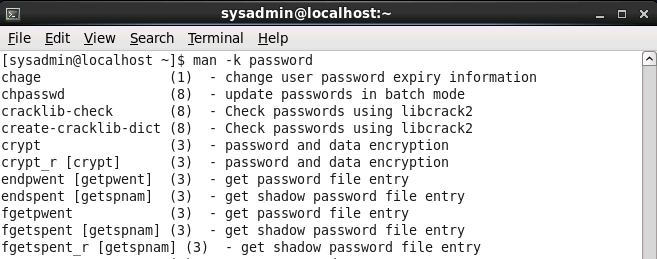 sysadmin@localhost:~
File Edit View Search Terminal Help
[sysadmin@localhost ~]$ man -k password
chage                (1)  - change user password expiry information
chpasswd             (8)  - update passwords in batch mode
cracklib-check       (8)  - Check passwords using libcrack2
create-cracklib-dict (8)  - Check passwords using libcrack2
crypt                (3)  - password and data encryption
crypt_r [crypt]      (3)  - password and data encryption
endpwent [getpwent]  (3)  - get password file entry
endspent [getspnam]  (3)  - get shadow password file entry
fgetpwent            (3)  - get password file entry
fgetspent [getspnam] (3)  - get shadow password file entry
fgetspent_r [getspnam] (3)  - get shadow password file entry